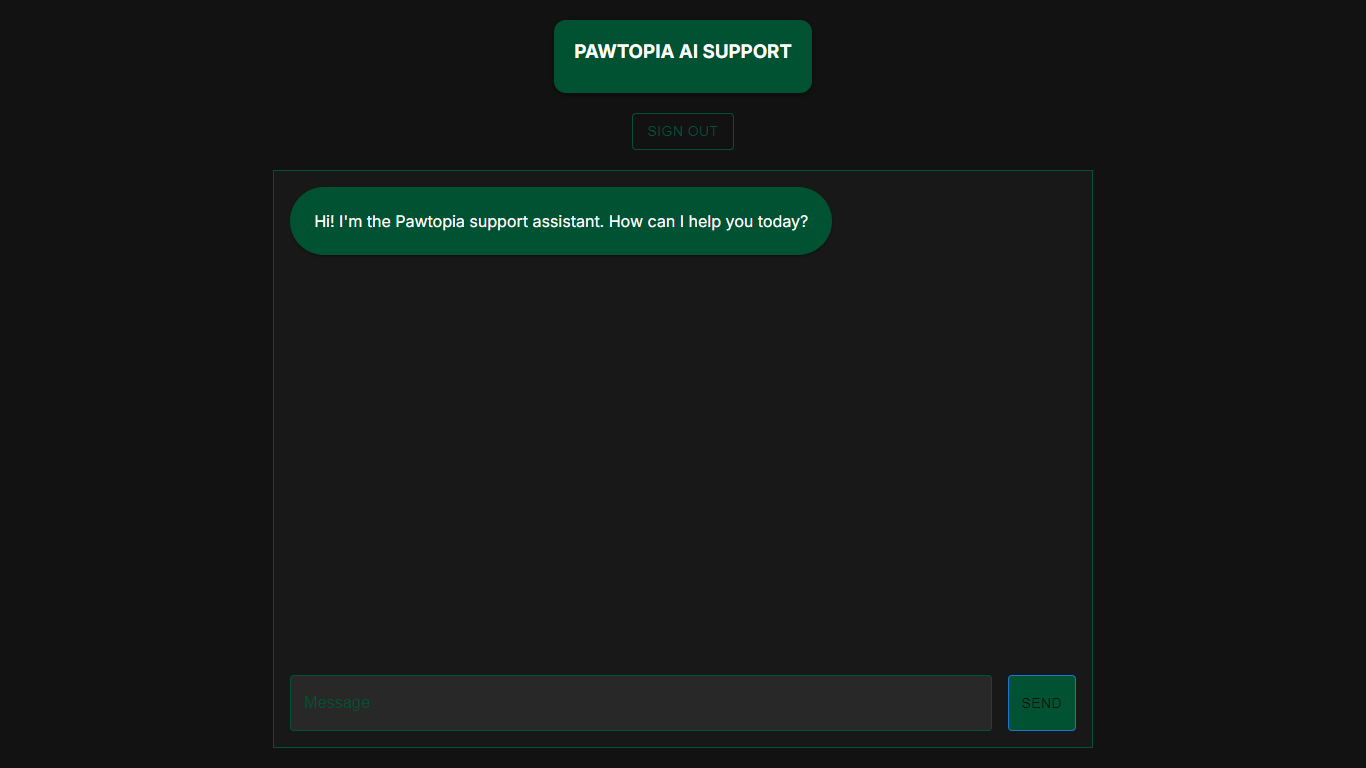 PAWTOPIA AI SUPPORT
SIGN OUT
Hi! I'm the Pawtopia support assistant. How can I help you today?
Message
SEND